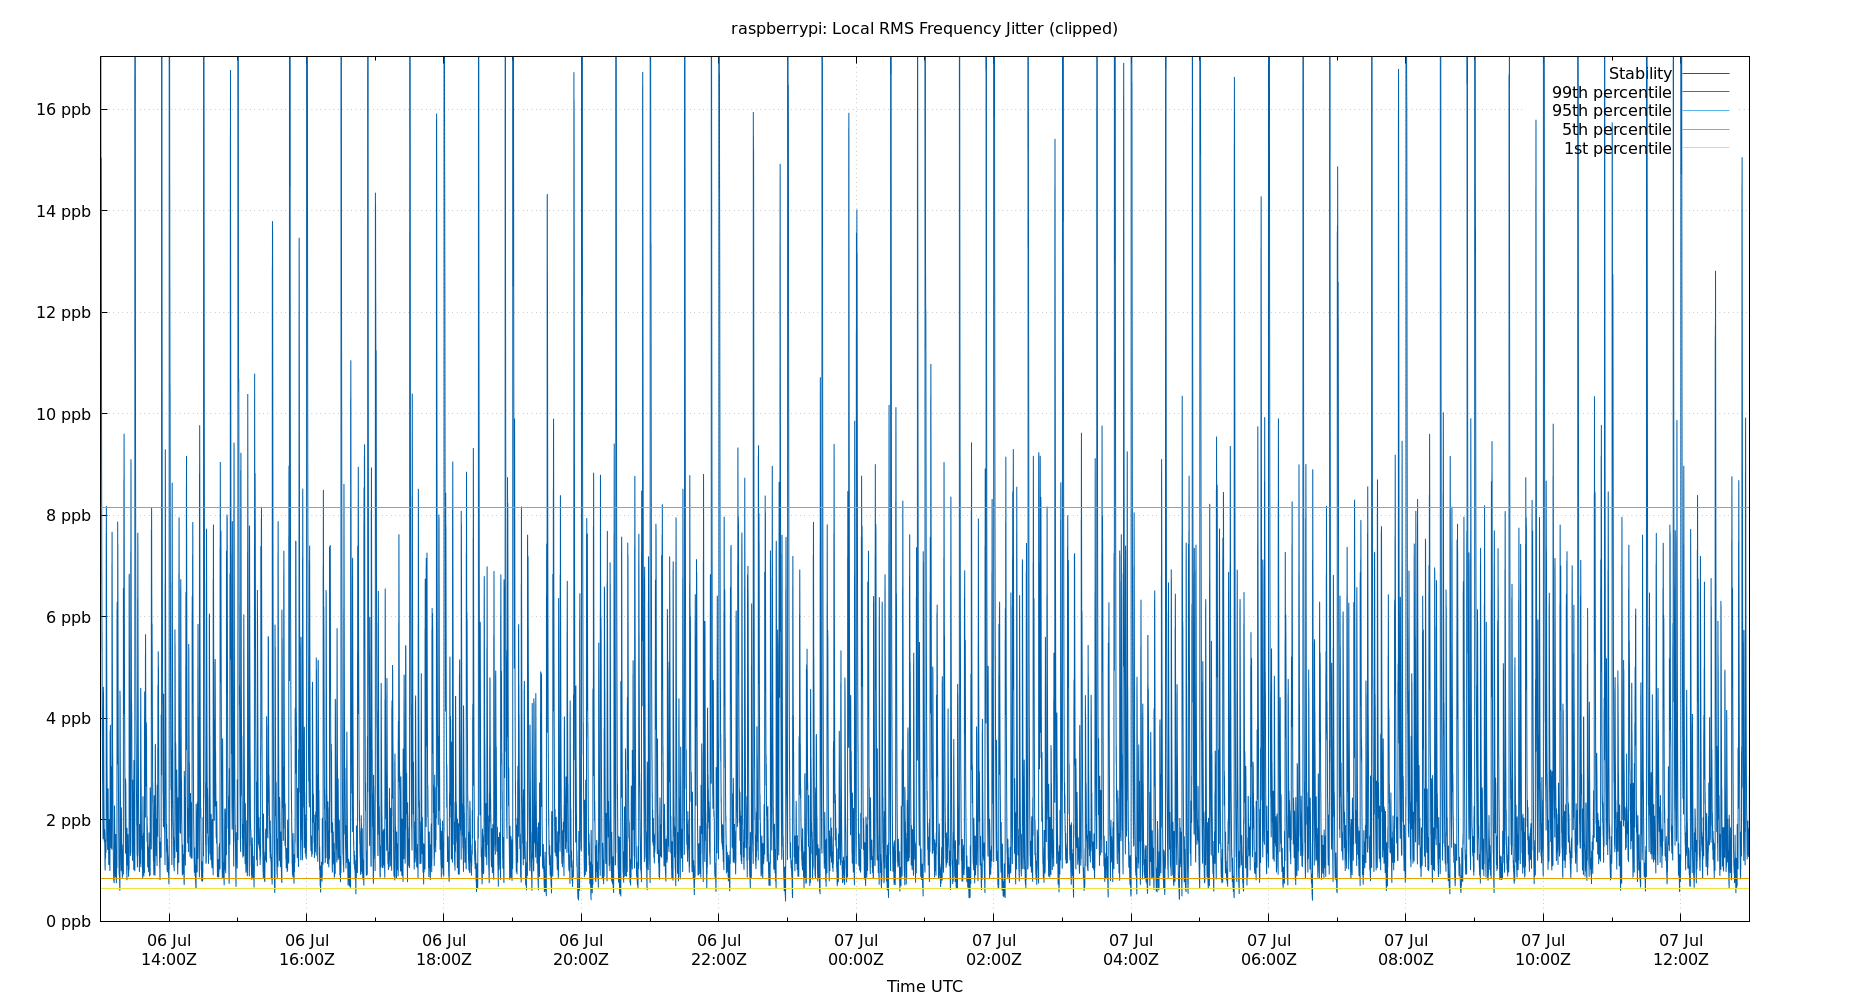 raspberrypi: Local RMS Frequency Jitter (clipped)
Stability
99th percentile
95th percentile
5th percentile
1st percentile
16 ppb
14 ppb
12 ppb
10 ppb
8 ppb
6 ppb
4 ppb
2 ppb
0 ppb
06 Jul 06 Jul 06 Jul 06 Jul 06 Jul 07 Jul 07 Jul 07 Jul 07 Jul 07 Jul 07 Jul 07 Jul
14:00Z 16:00Z 18:00Z 20:00Z 22:00Z 00:00Z 02:00Z 04:00Z 06:00Z 08:00Z 10:00Z 12:00Z
Time UTC